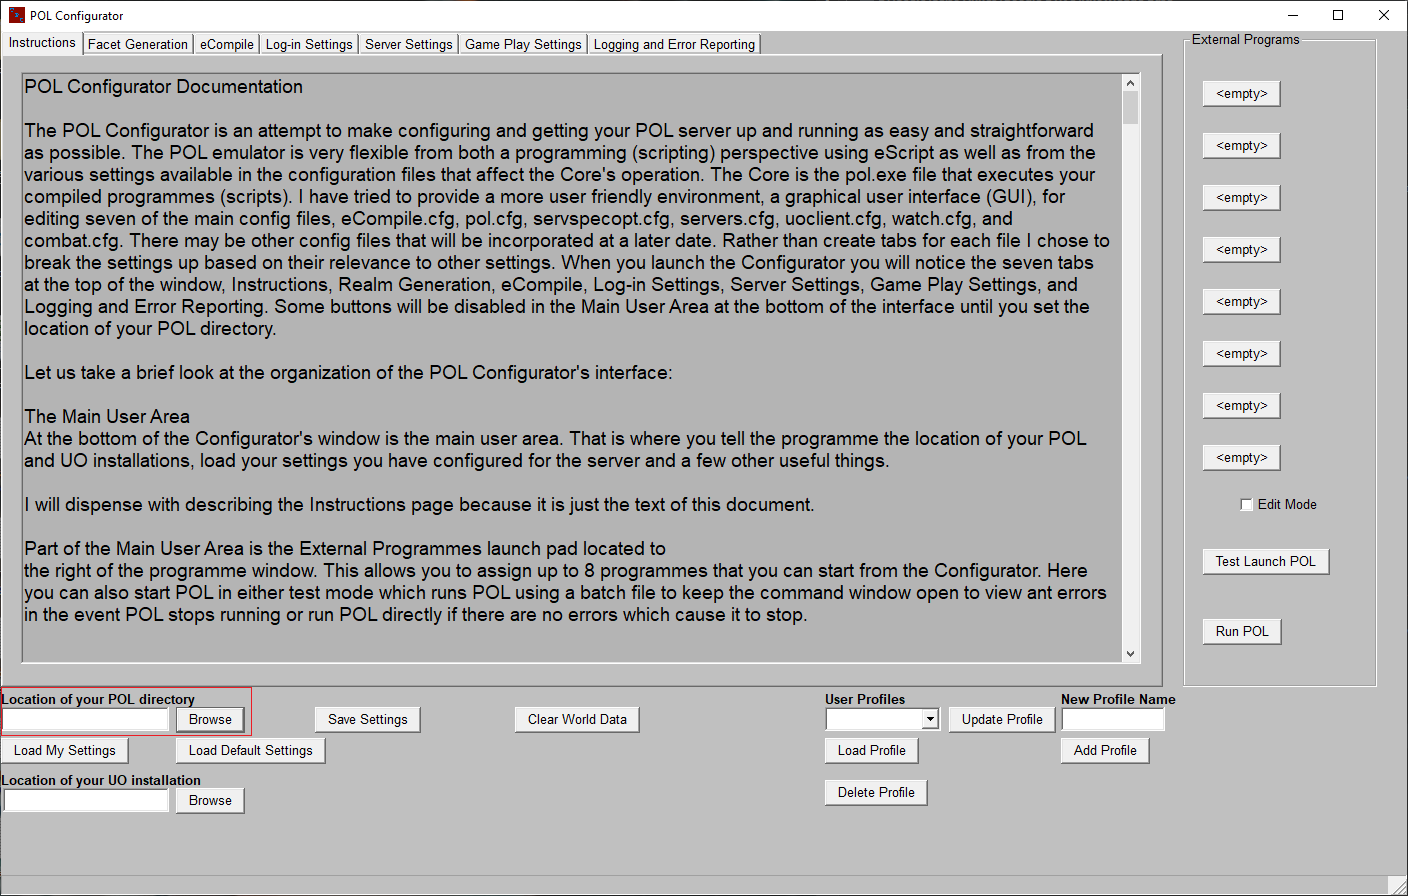 POL Configurator
Instructions Facet Generation eCompile Log-in Settings Server Settings Game Play Settings Logging and Error Reporting
POL Configurator Documentation
The POL Configurator is an attempt to make configuring and getting your POL server up and running as easy and straightforward
as possible. The POL emulator is very flexible from both a programming (scripting) perspective using eScript as well as from the
various settings available in the configuration files that affect the Core's operation. The Core is the pol.exe file that executes your
compiled programmes (scripts). I have tried to provide a more user friendly environment, a graphical user interface (GUI), for
editing seven of the main config files, eCompile.cfg, pol.cfg, servspecopt.cfg, servers.cfg, uoclient.cfg, watch.cfg, and
combat.cfg. There may be other config files that will be incorporated at a later date. Rather than create tabs for each file I chose to
break the settings up based on their relevance to other settings. When you launch the Configurator you will notice the seven tabs
at the top of the window, Instructions, Realm Generation, eCompile, Log-in Settings, Server Settings, Game Play Settings, and
Logging and Error Reporting. Some buttons will be disabled in the Main User Area at the bottom of the interface until you set the
location of your POL directory.
Let us take a brief look at the organization of the POL Configurator's interface:
The Main User Area
At the bottom of the Configurator's window is the main user area. That is where you tell the programme the location of your POL
and UO installations, load your settings you have configured for the server and a few other useful things.
I will dispense with describing the Instructions page because it is just the text of this document.
Part of the Main User Area is the External Programmes launch pad located to
the right of the programme window. This allows you to assign up to 8 programmes that you can start from the Configurator. Here
you can also start POL in either test mode which runs POL using a batch file to keep the command window open to view ant errors
in the event POL stops running or run POL directly if there are no errors which cause it to stop.
External Programs
<empty>
<empty>
<empty>
<empty>
<empty>
<empty>
<empty>
<empty>
Edit Mode
Test Launch POL
Run POL
Location of your POL directory
Browse Save Settings Clear World Data
Load My Settings Load Default Settings
Location of your UO installation
Browse
User Profiles New Profile Name
Update Profile
Load Profile Add Profile
Delete Profile